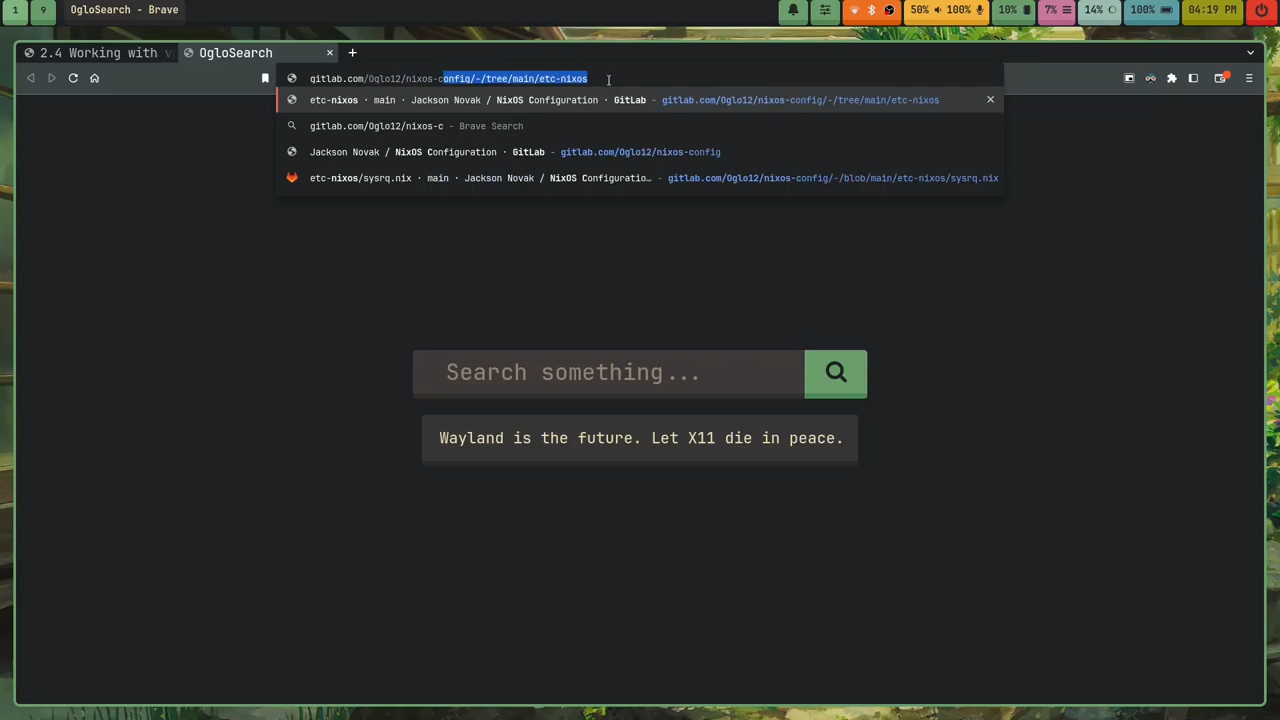 1 9 OgloSearch - Brave 50% 100% 10% 7% 14% 100% 04:19 PM
2.4 Working with OgloSearch
gitlab.com/Oglo12/nixos-config/-/tree/main/etc-nixos
etc-nixos · main · Jackson Novak / NixOS Configuration · GitLab - gitlab.com/Oglo12/nixos-config/-/tree/main/etc-nixos
gitlab.com/Oglo12/nixos-c - Brave Search
Jackson Novak / NixOS Configuration · GitLab - gitlab.com/Oglo12/nixos-config
etc-nixos/sysrq.nix · main · Jackson Novak / NixOS Configuratio… - gitlab.com/Oglo12/nixos-config/-/blob/main/etc-nixos/sysrq.nix
Search something...
Wayland is the future. Let X11 die in peace.